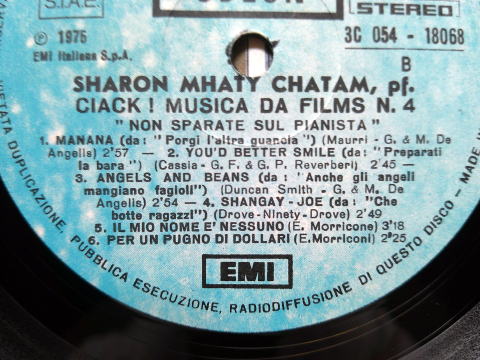 S.I.A.E.
ODEON
STEREO
℗ 1975
EMI Italiana S.p.A.
3C 054 - 18068
B
SHARON MHATY CHATAM, pf.
CIACK ! MUSICA DA FILMS N. 4
" NON SPARATE SUL PIANISTA "
1. MANANA (da: " Porgi l'altra guancia ") (Mauri - G. & M. De
Angelis) 2'57 — 2. YOU'D BETTER SMILE (da: " Preparati
la bara ") (Cassia - G. F. & G. P. Reverberi) 2'45 —
3. ANGELS AND BEANS (da: "Anche gli angeli
mangiano fagioli") (Duncan Smith - G. & M. De
Angelis) 2'54 — 4. SHANGAY - JOE (da: "Che
botte ragazzi") (Drove-Ninety-Drove) 2'49
5. IL MIO NOME E' NESSUNO (E. Morricone) 3'18
6. PER UN PUGNO DI DOLLARI (E. Morriconi) 2'25
EMI
VIETATA DUPLICAZIONE, PUBBLICA ESECUZIONE, RADIODIFFUSIONE DI QUESTO DISCO - MADE